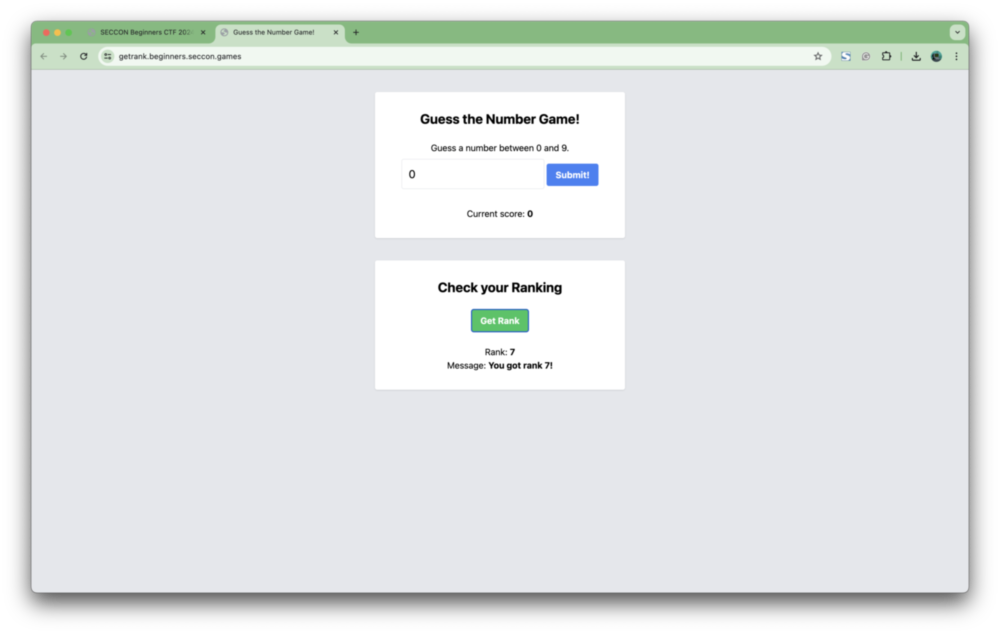 SECCON Beginners CTF 202
Guess the Number Game!
getrank.beginners.seccon.games
Guess the Number Game!
Guess a number between 0 and 9.
0
Submit!
Current score: 0
Check your Ranking
Get Rank
Rank: 7
Message: You got rank 7!